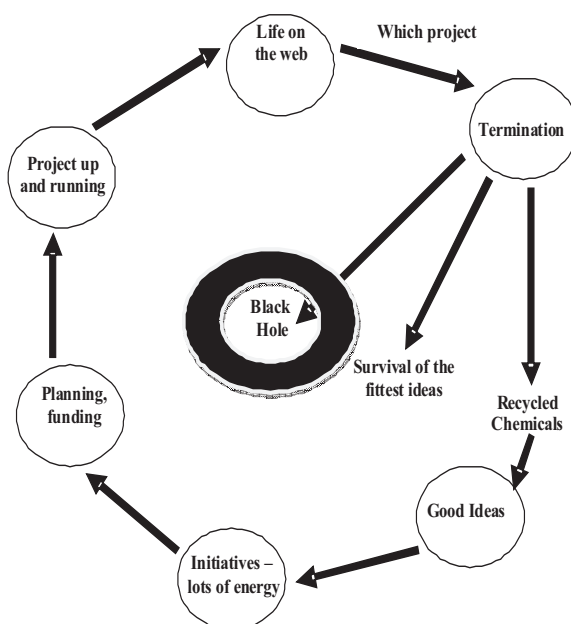 Life on
the web
Which project
Termination
Project up
and running
Black
Hole
Survival of the
fittest ideas
Planning,
funding
Recycled
Chemicals
Good Ideas
Initiatives –
lots of energy